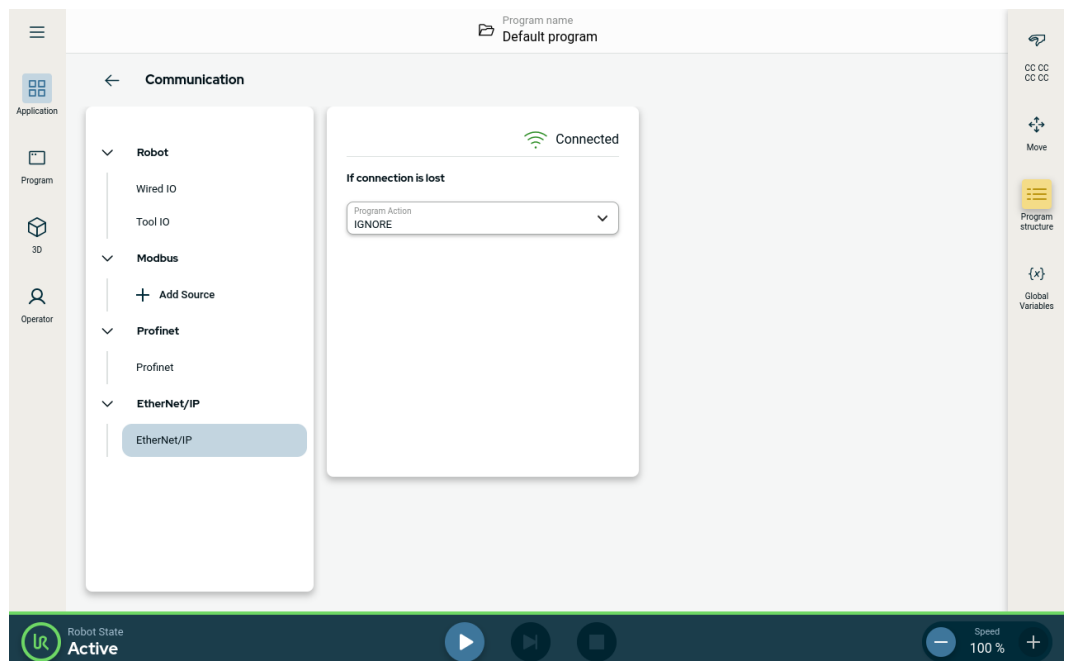 Program name
Default program
Application
Program
3D
Operator
Communication
Robot
Wired IO
Tool IO
Modbus
Add Source
Profinet
Profinet
EtherNet/IP
EtherNet/IP
Connected
If connection is lost
Program Action
IGNORE
CC CC
CC CC
Move
Program
structure
{x}
Global
Variables
UR
Robot State
Active
Speed
100 %